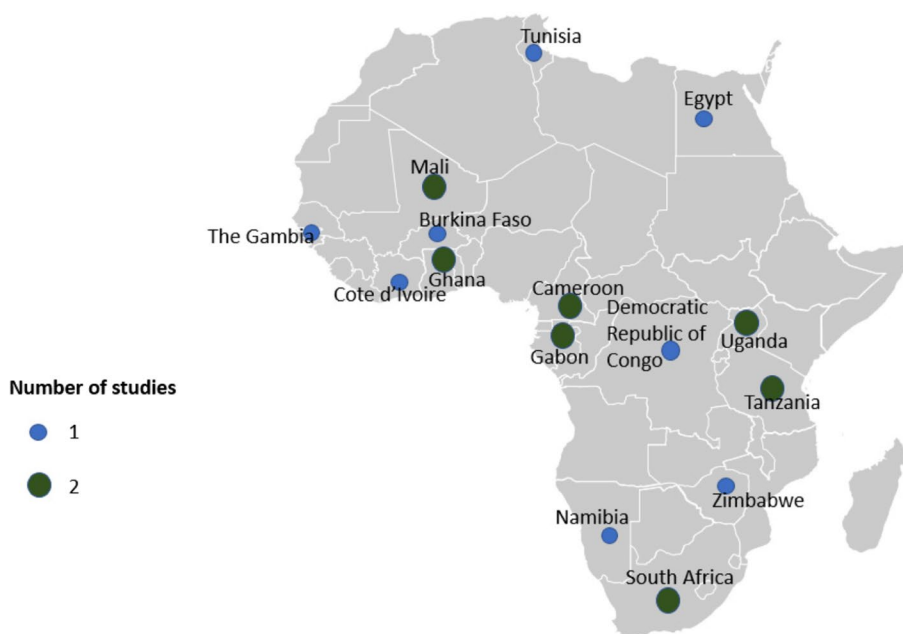 Tunisia
Egypt
Mali
Burkina Faso
The Gambia
Ghana
Cote d'Ivoire
Cameroon
Democratic
Republic of
Congo
Uganda
Gabon
Number of studies
Tanzania
1
2
Zimbabwe
Namibia
South Africa